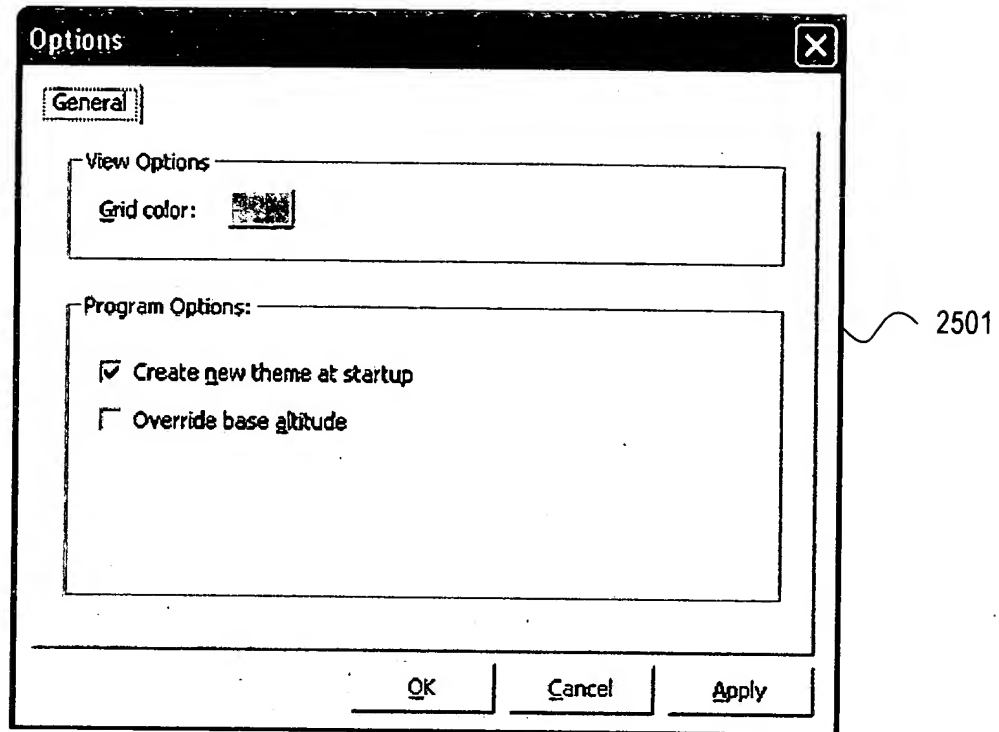 Options
General
View Options
Grid color:
Program Options:
2501
Create new theme at startup
Override base altitude
OK
Cancel
Apply